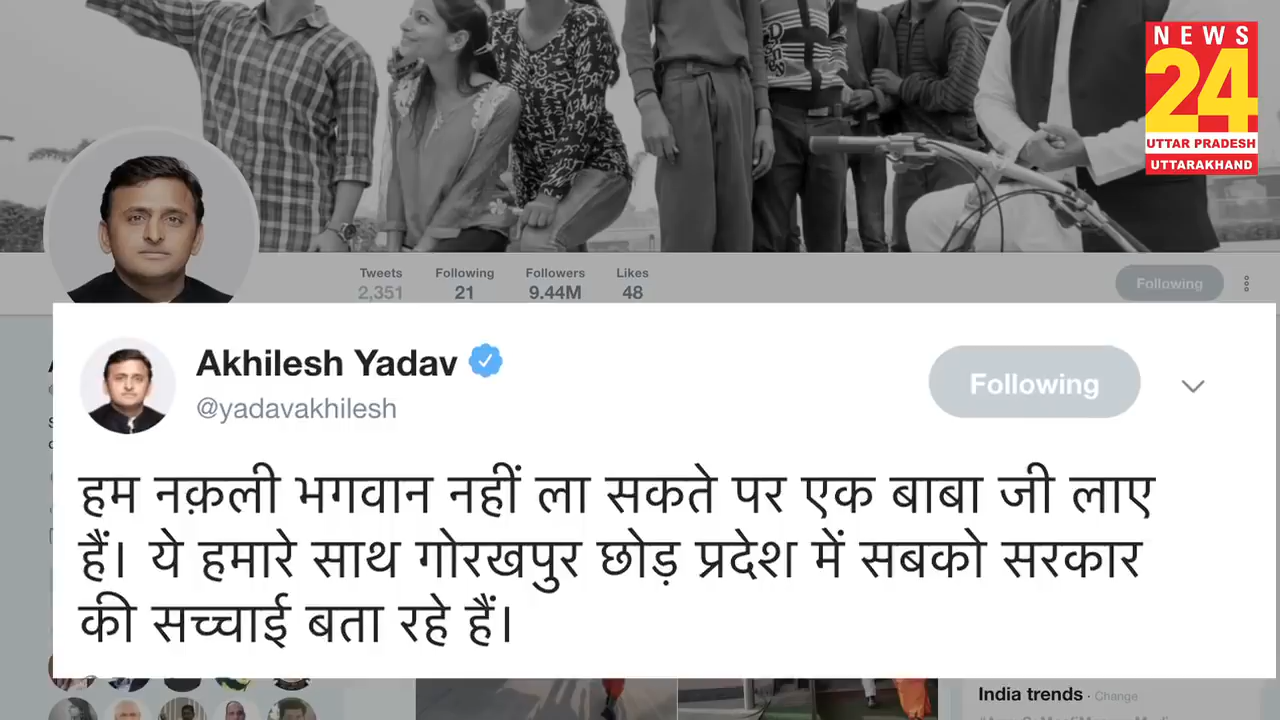 NEWS
24
UTTAR PRADESH
UTTARAKHAND
Tweets Following Followers Likes
2,351 21 9.44M 48
Following
Akhilesh Yadav
@yadavakhilesh
Following
हम नक़ली भगवान नहीं ला सकते पर एक बाबा जी लाए
हैं। ये हमारे साथ गोरखपुर छोड़ प्रदेश में सबको सरकार
की सच्चाई बता रहे हैं।
India trends · Change